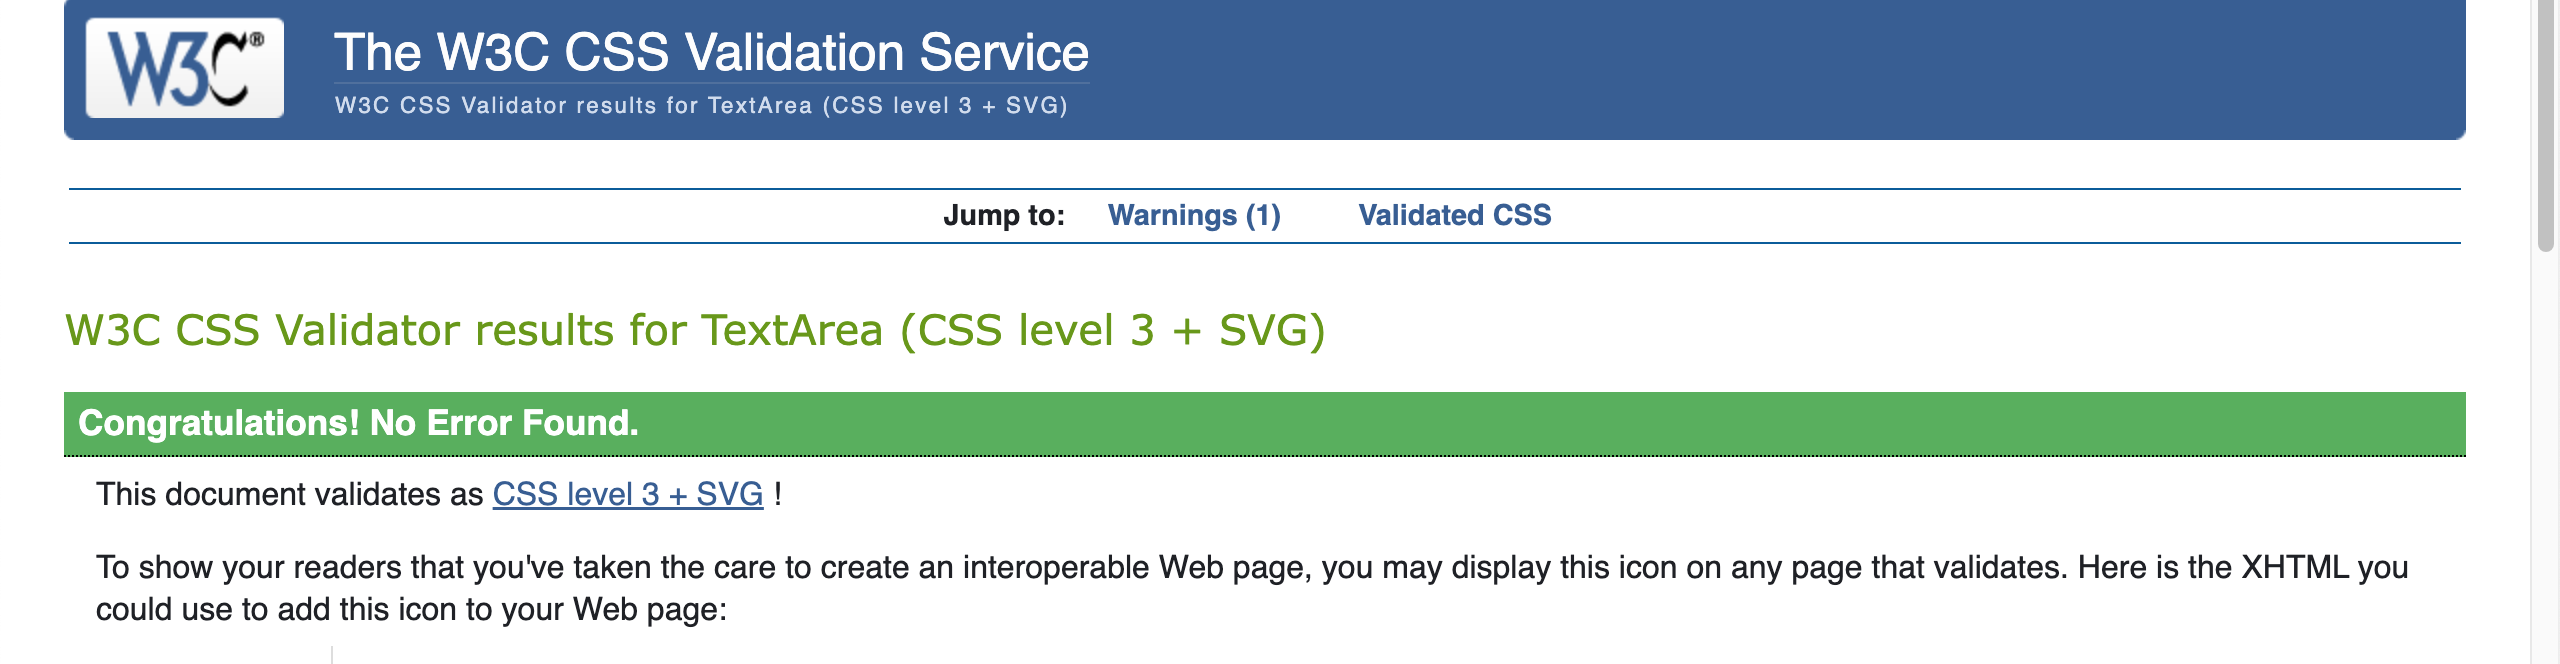 W3C®
The W3C CSS Validation Service
W3C CSS Validator results for TextArea (CSS level 3 + SVG)
Jump to: Warnings (1) Validated CSS
W3C CSS Validator results for TextArea (CSS level 3 + SVG)
Congratulations! No Error Found.
This document validates as CSS level 3 + SVG !
To show your readers that you've taken the care to create an interoperable Web page, you may display this icon on any page that validates. Here is the XHTML you
could use to add this icon to your Web page: